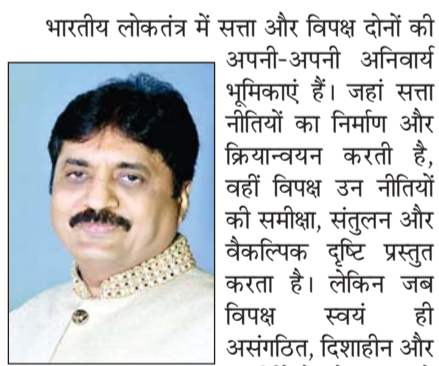 भारतीय लोकतंत्र में सत्ता और विपक्ष दोनों की
अपनी-अपनी अनिवार्य
भूमिकाएं हैं। जहां सत्ता
नीतियों का निर्माण और
क्रियान्वयन करती है,
वहीं विपक्ष उन नीतियों
की समीक्षा, संतुलन और
वैकल्पिक दृष्टि प्रस्तुत
करता है। लेकिन जब
विपक्ष स्वयं ही
असंगठित, दिशाहीन और